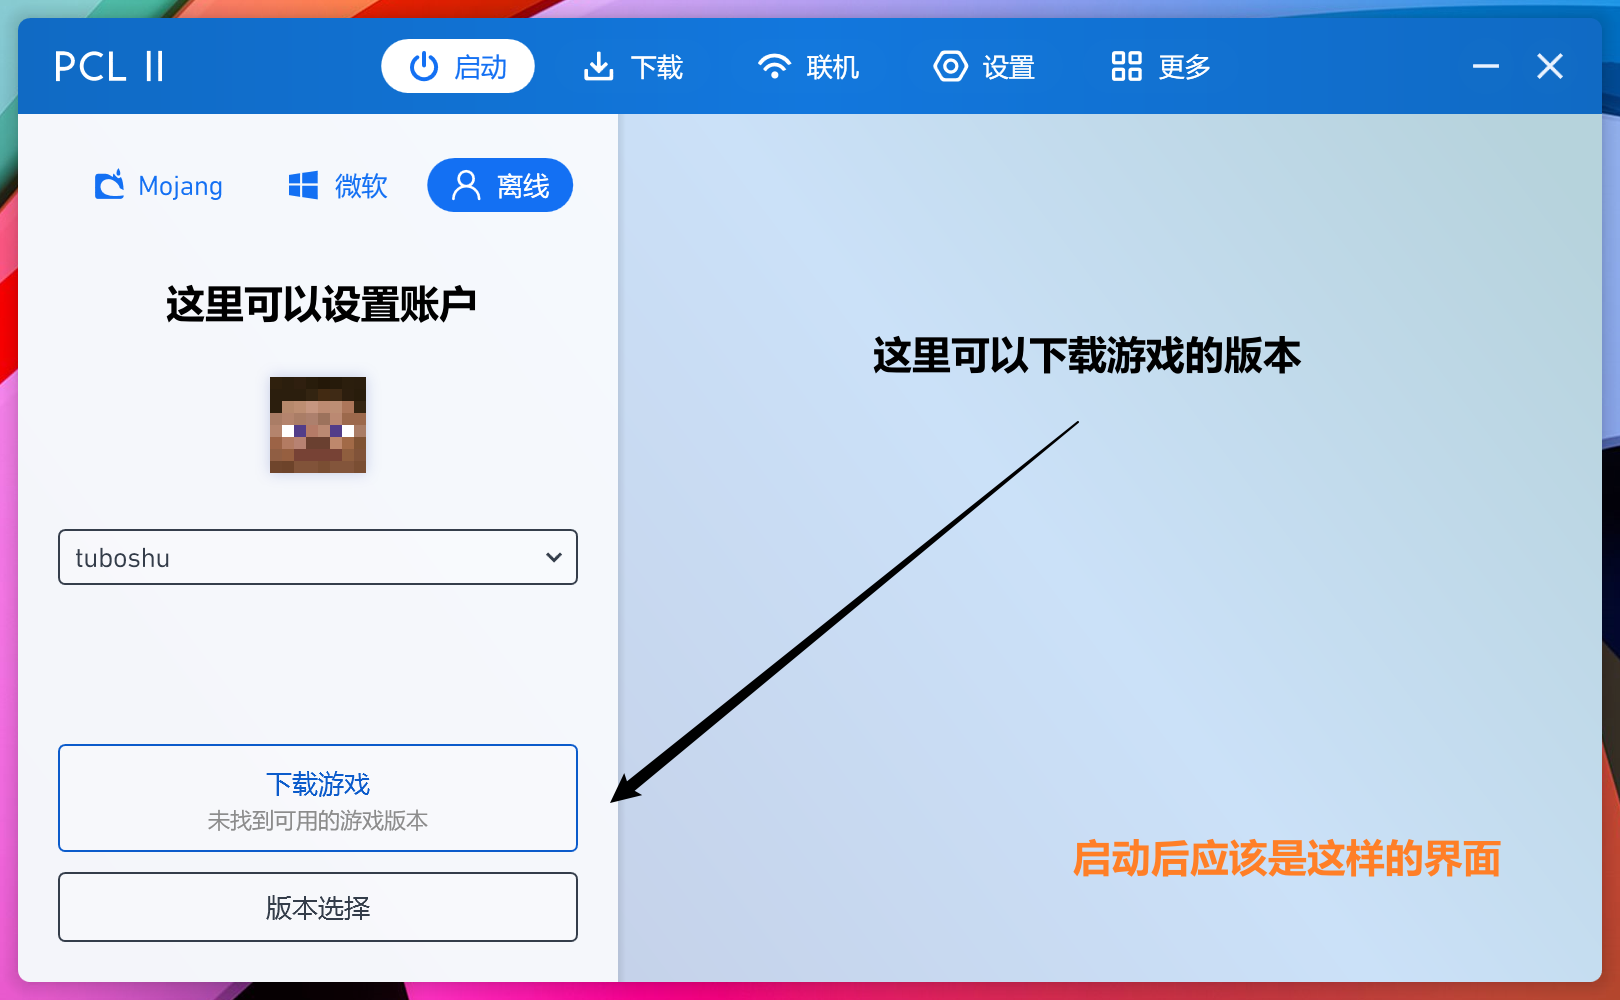 PCL II
启动
下载
联机
设置
更多
Mojang
微软
离线
这里可以设置账户
这里可以下载游戏的版本
tuboshu
下载游戏
未找到可用的游戏版本
启动后应该是这样的界面
版本选择